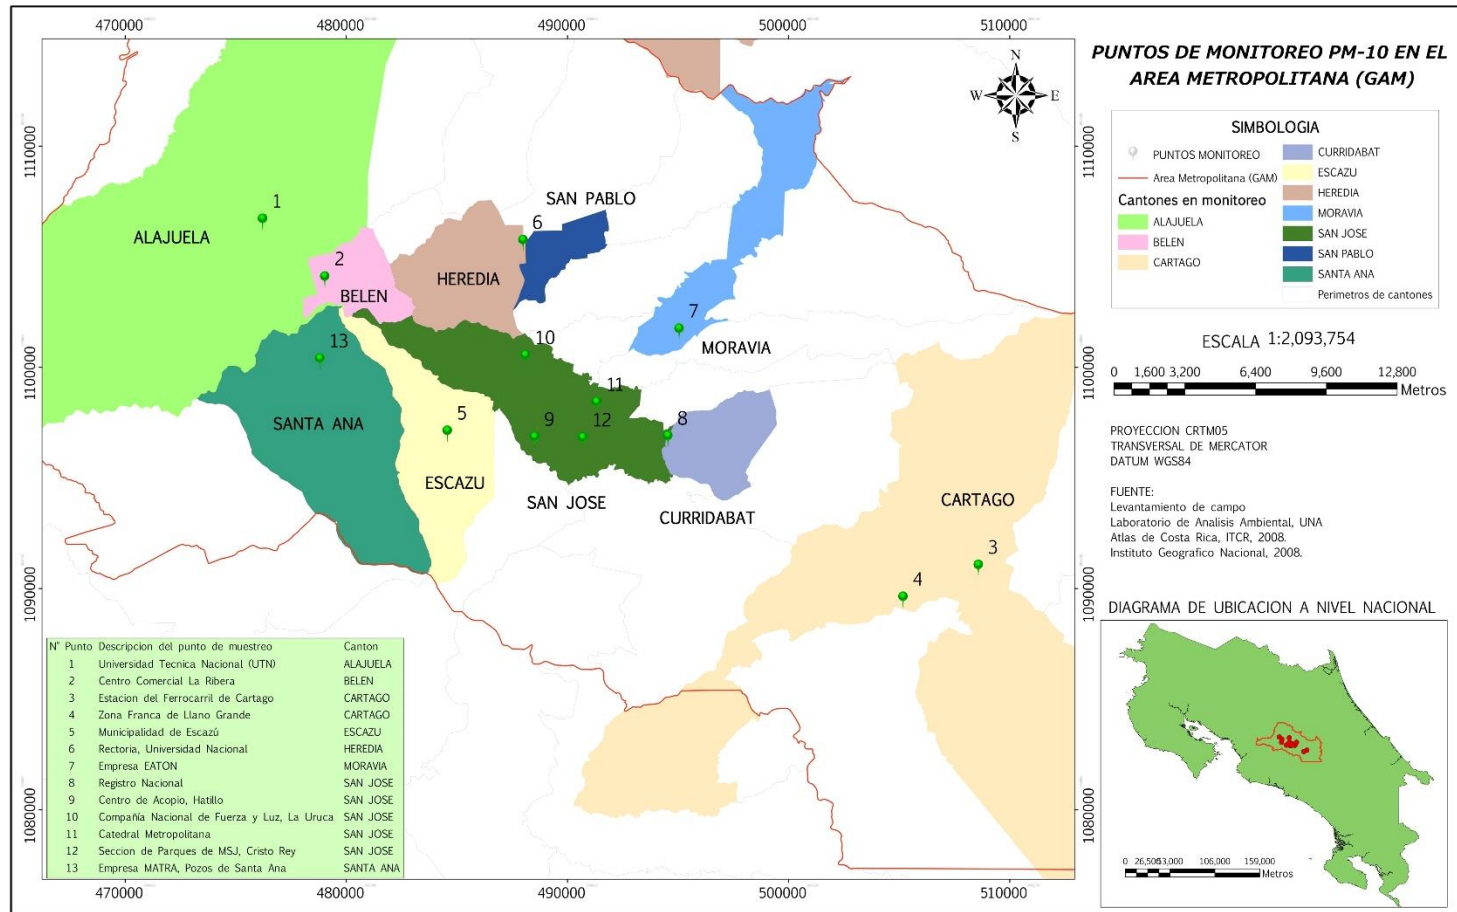 470000 480000 490000 500000 510000
PUNTOS DE MONITOREO PM-10 EN EL
AREA METROPOLITANA (GAM)
N
W E
S
SIMBOLOGIA
PUNTOS MONITOREO
Area Metropolitana (GAM)
Cantones en monitoreo
ALAJUELA
BELEN
CARTAGO
CURRIDABAT
ESCAZU
HEREDIA
MORAVIA
SAN JOSE
SAN PABLO
SANTA ANA
Perimetros de cantones
1110000
1100000
1090000
1080000
1110000
1100000
1090000
1080000
1
ALAJUELA
2
BELEN
HEREDIA
6
SAN PABLO
7
MORAVIA
13
SANTA ANA
5
ESCAZU
10
11
9
12
8
SAN JOSE
CURRIDABAT
CARTAGO
3
4
ESCALA 1:2,093,754
0 1,600 3,200 6,400 9,600 12,800
Metros
PROYECCION CRTM05
TRANSVERSAL DE MERCATOR
DATUM WGS84
FUENTE:
Levantamiento de campo
Laboratorio de Analisis Ambiental, UNA
Atlas de Costa Rica, ITCR, 2008.
Instituto Geografico Nacional, 2008.
DIAGRAMA DE UBICACION A NIVEL NACIONAL
0 26,500 53,000 106,000 159,000
Metros
N° Punto Descripcion del punto de muestreo Canton
1 Universidad Tecnica Nacional (UTN) ALAJUELA
2 Centro Comercial La Ribera BELEN
3 Estacion del Ferrocarril de Cartago CARTAGO
4 Zona Franca de Llano Grande CARTAGO
5 Municipalidad de Escazú ESCAZU
6 Rectoria, Universidad Nacional HEREDIA
7 Empresa EATON MORAVIA
8 Registro Nacional SAN JOSE
9 Centro de Acopio, Hatillo SAN JOSE
10 Compañía Nacional de Fuerza y Luz, La Uruca SAN JOSE
11 Catedral Metropolitana SAN JOSE
12 Seccion de Parques de MSJ, Cristo Rey SAN JOSE
13 Empresa MATRA, Pozos de Santa Ana SANTA ANA
470000 480000 490000 500000 510000